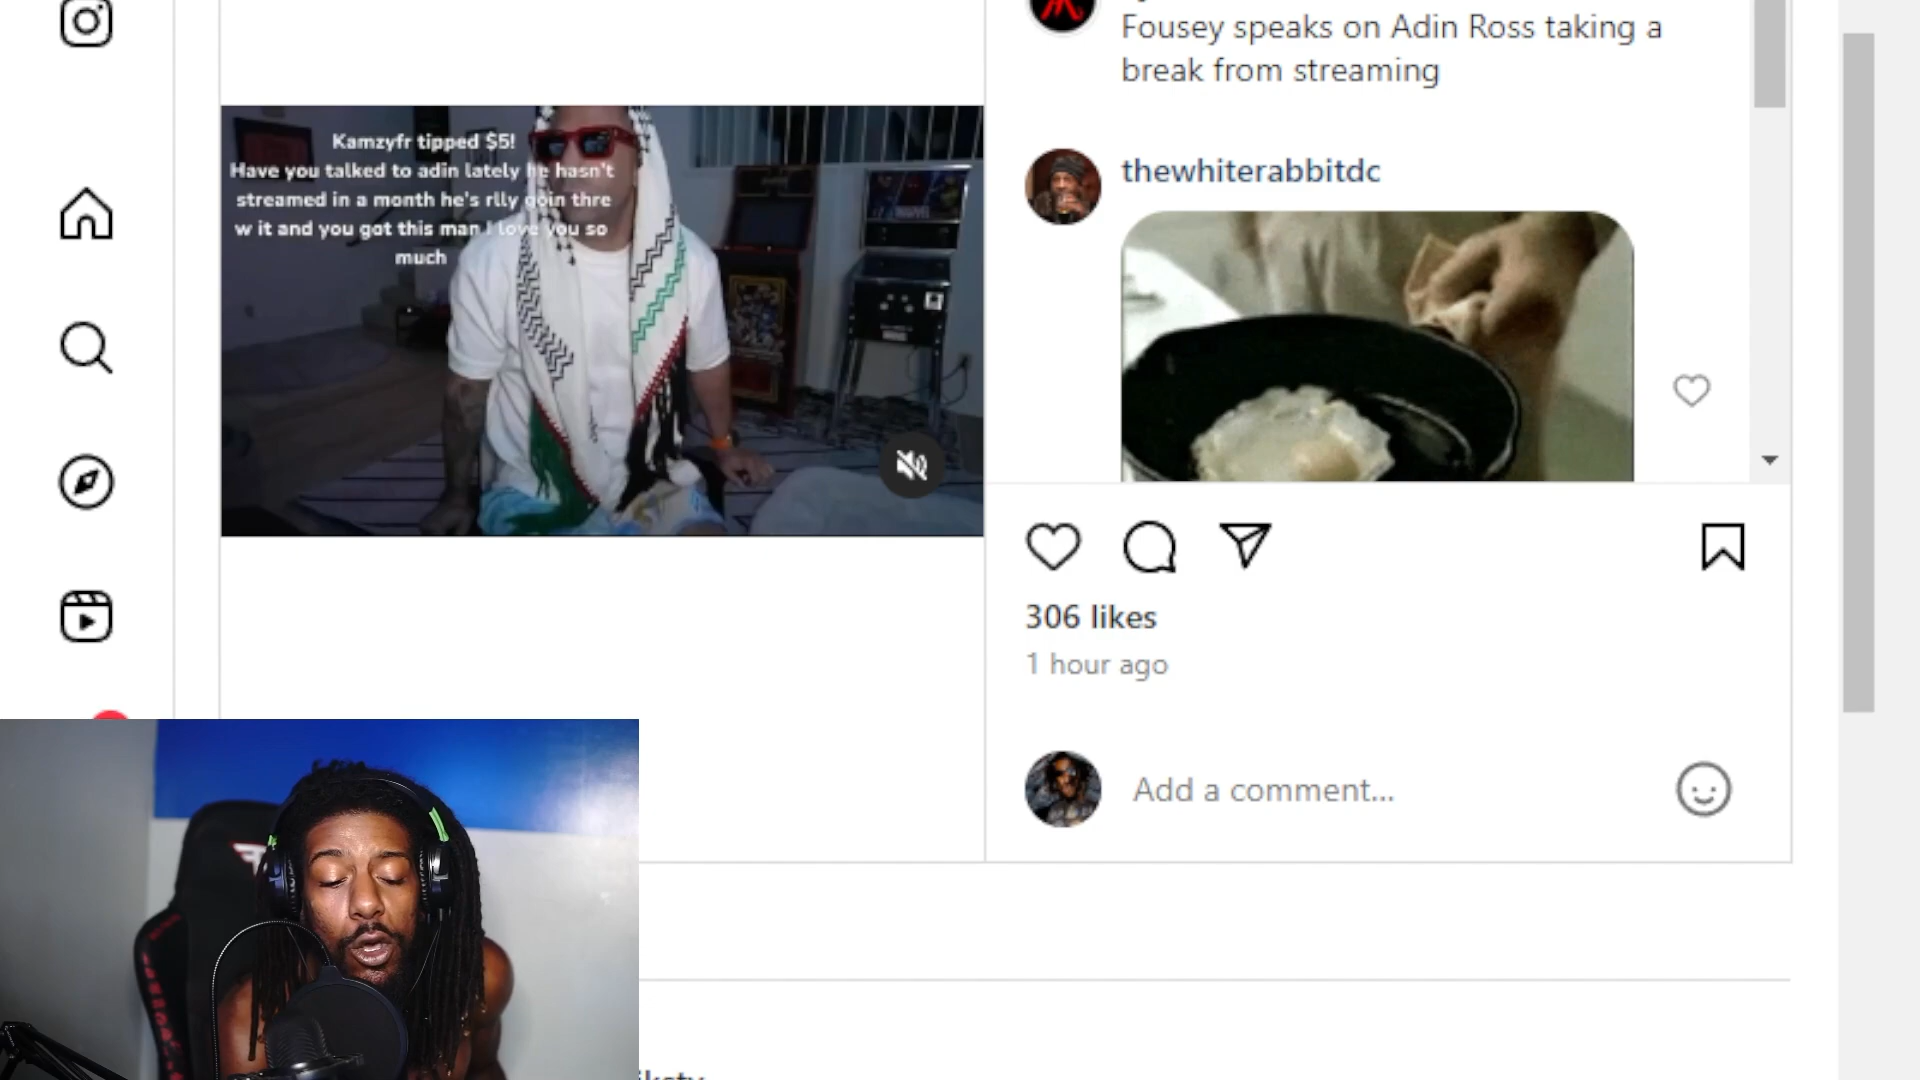 Fousey speaks on Adin Ross taking a
break from streaming
Kamzyfr tipped $5!
Have you talked to adin lately he hasn't
streamed in a month he's rlly goin thre
w it and you got this man I love you so
much
thewhiterabbitdc
306 likes
1 hour ago
Add a comment...